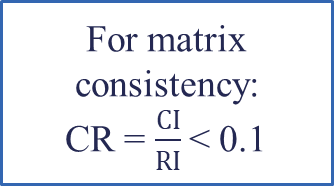 For matrix
consistency:
CR = CI/RI < 0.1